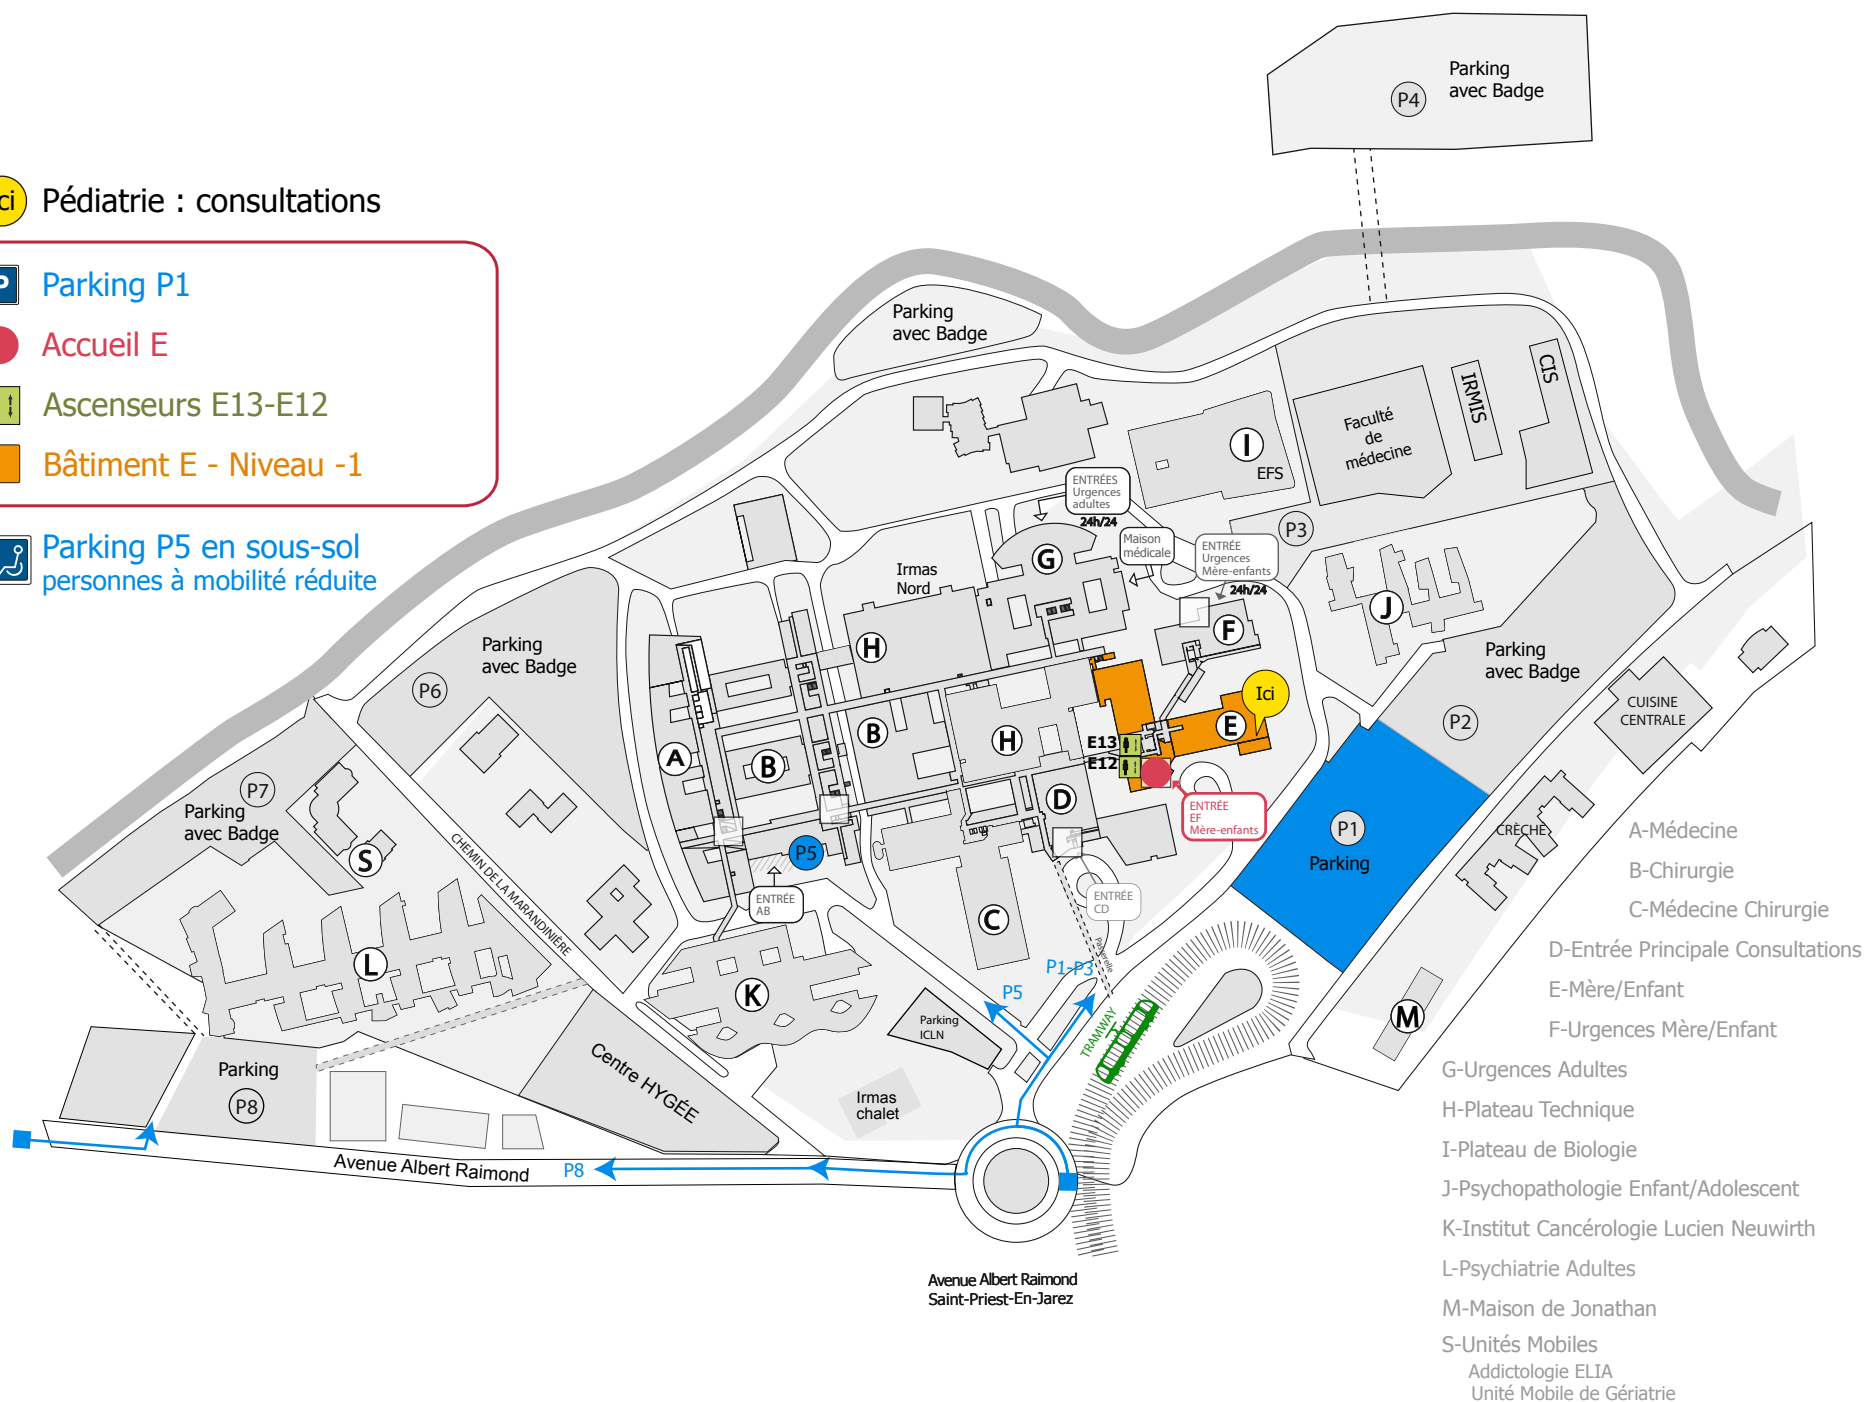 Parking
avec Badge
P4
Ici
Pédiatrie : consultations
P
Parking P1
Accueil E
Ascenseurs E13-E12
Bâtiment E - Niveau -1
Parking P5 en sous-sol
personnes à mobilité réduite
Parking
avec Badge
CIS
IRMIS
Faculté
de
médecine
I
EFS
ENTRÉES
Urgences
adultes
24h/24
P3
Maison
médicale
ENTRÉE
Urgences
Mère-enfants
24h/24
G
Irmas
Nord
J
F
H
Parking
avec Badge
P6
Parking
avec Badge
P2
CUISINE
CENTRALE
Ici
E
B
H
E13
E12
A
B
D
P7
Parking
avec Badge
ENTRÉE
EF
Mère-enfants
P1
Parking
CRÈCHE
P5
S
CHEMIN DE LA MARANDINIÈRE
ENTRÉE
AB
ENTRÉE
CD
C
Passerelle
L
K
P1-P3
P5
Parking
ICLN
TRAMWAY
M
Centre HYGÉE
Irmas
chalet
Parking
P8
Avenue Albert Raimond
P8
Avenue Albert Raimond
Saint-Priest-En-Jarez
A-Médecine
B-Chirurgie
C-Médecine Chirurgie
D-Entrée Principale Consultations
E-Mère/Enfant
F-Urgences Mère/Enfant
G-Urgences Adultes
H-Plateau Technique
I-Plateau de Biologie
J-Psychopathologie Enfant/Adolescent
K-Institut Cancérologie Lucien Neuwirth
L-Psychiatrie Adultes
M-Maison de Jonathan
S-Unités Mobiles
Addictologie ELIA
Unité Mobile de Gériatrie